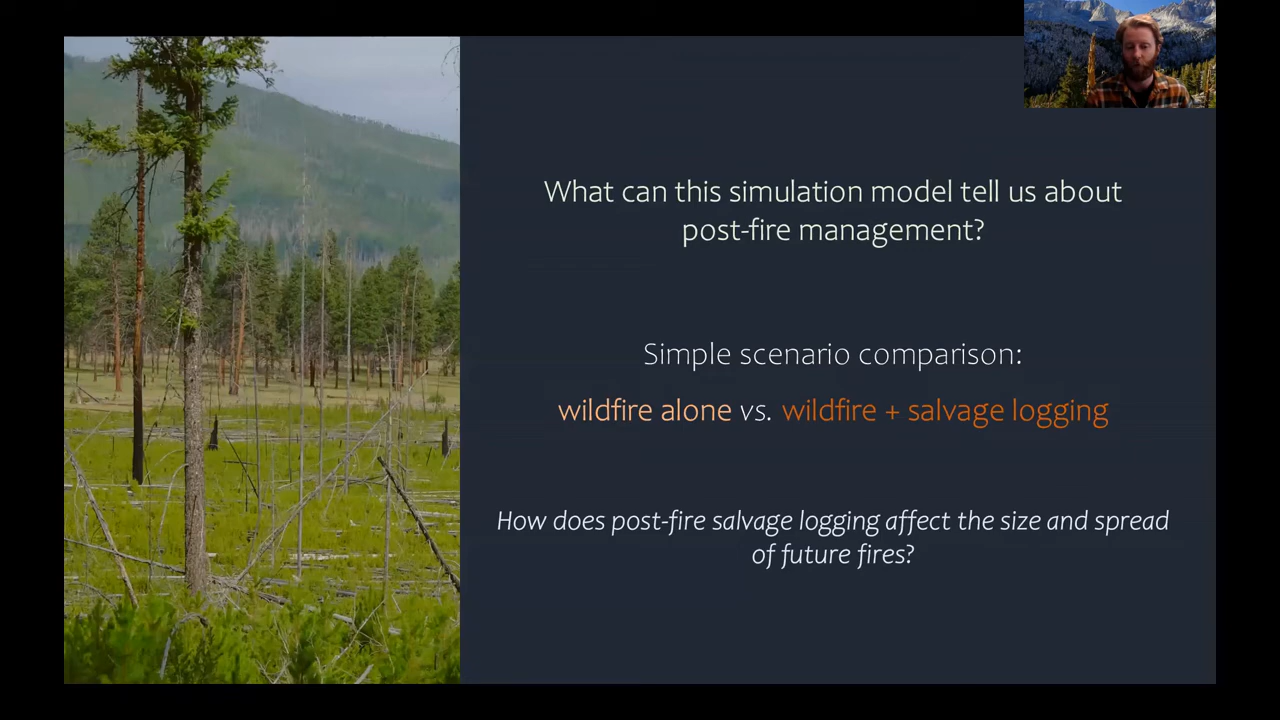 What can this simulation model tell us about
post-fire management?
Simple scenario comparison:
wildfire alone vs. wildfire + salvage logging
How does post-fire salvage logging affect the size and spread
of future fires?